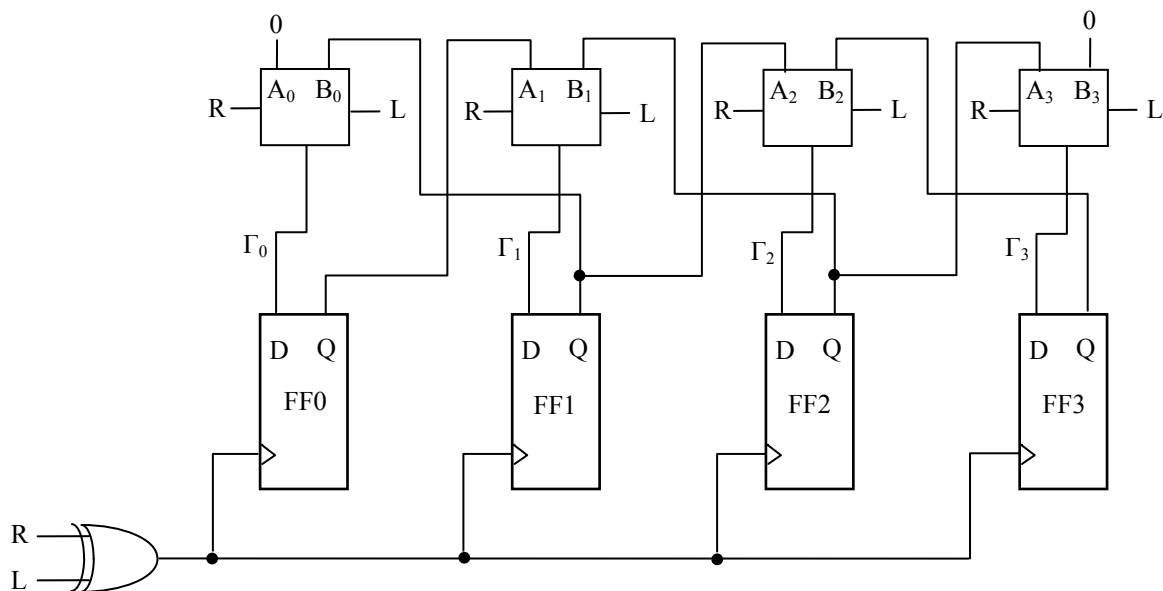 0
0
A₀ B₀
A₁ B₁
A₂ B₂
A₃ B₃
R
L
R
L
R
L
R
L
Γ₀
Γ₁
Γ₂
Γ₃
D Q
D Q
D Q
D Q
FF0
FF1
FF2
FF3
R
L